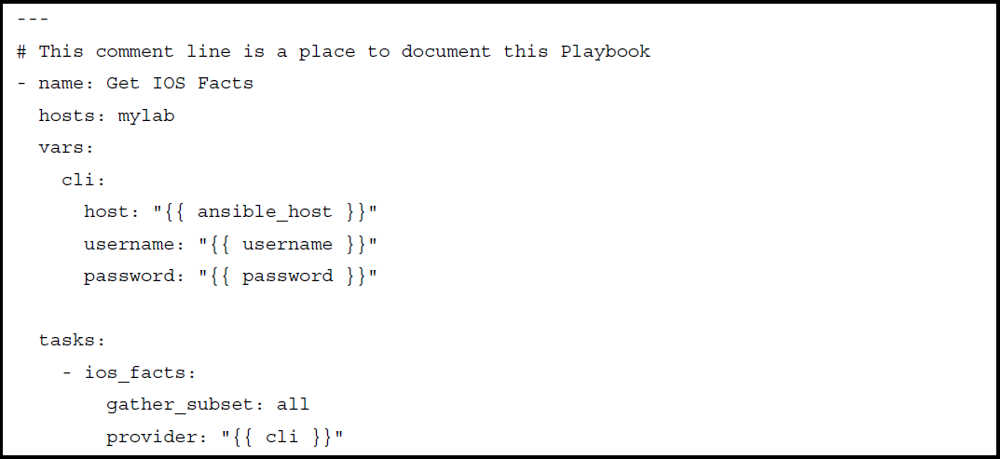 ---
# This comment line is a place to document this Playbook
- name: Get IOS Facts
  hosts: mylab
  vars:
    cli:
      host: "{{ ansible_host }}"
      username: "{{ username }}"
      password: "{{ password }}"

  tasks:
    - ios_facts:
        gather_subset: all
        provider: "{{ cli }}"